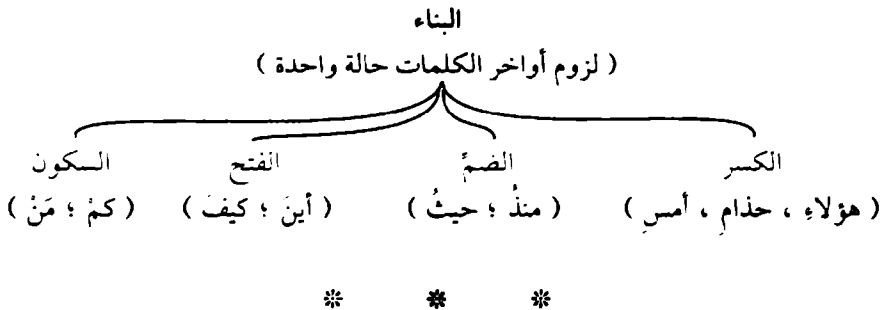 البناء
( لزوم أواخر الكلمات حالة واحدة )
الكسر الضمّ الفتح السكون
( هؤلاءِ ، حذامِ ، أمسِ ) ( منذُ ؛ حيثُ ) ( أينَ ؛ كيفَ ) ( كمْ ؛ مَنْ )